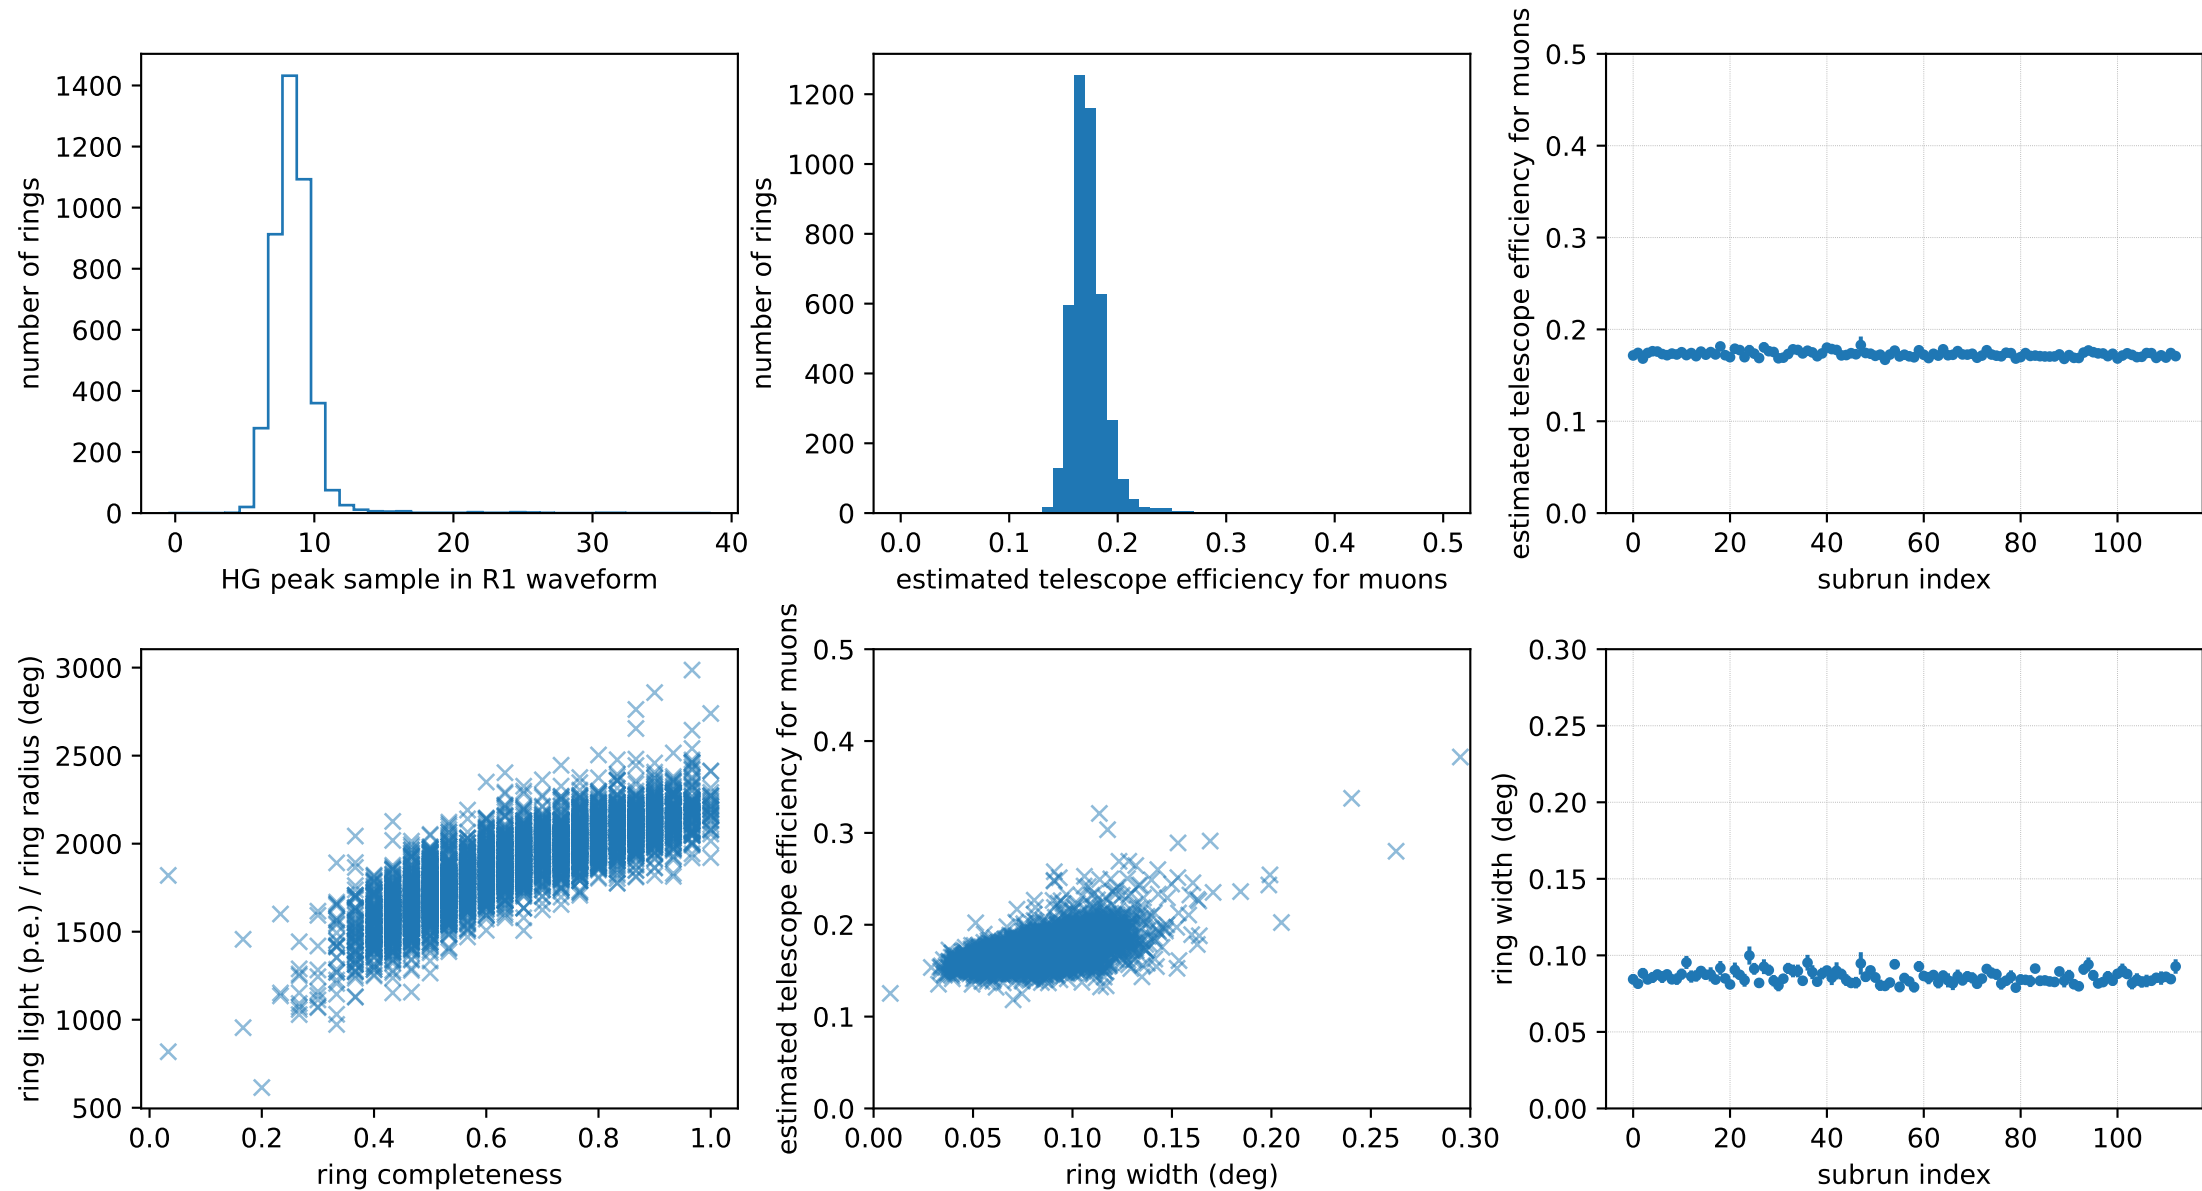 number of rings
1400
1200
1000
800
600
400
200
0
0 10 20 30 40
HG peak sample in R1 waveform
number of rings
1200
1000
800
600
400
200
0
0.0 0.1 0.2 0.3 0.4 0.5
estimated telescope efficiency for muons
estimated telescope efficiency for muons
0.5
0.4
0.3
0.2
0.1
0.0
0 20 40 60 80 100
subrun index
ring light (p.e.) / ring radius (deg)
3000
2500
2000
1500
1000
500
0.0 0.2 0.4 0.6 0.8 1.0
ring completeness
estimated telescope efficiency for muons
0.5
0.4
0.3
0.2
0.1
0.0
0.00 0.05 0.10 0.15 0.20 0.25 0.30
ring width (deg)
ring width (deg)
0.30
0.25
0.20
0.15
0.10
0.05
0.00
0 20 40 60 80 100
subrun index